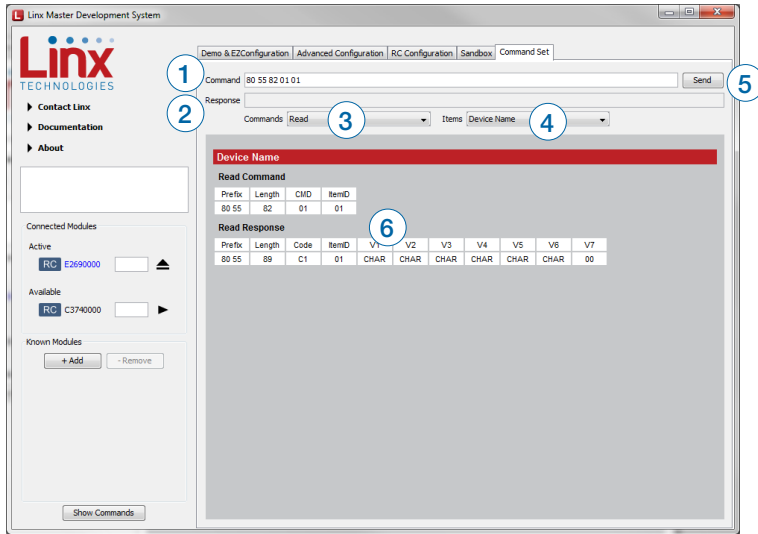 Linx Master Development System
Linx
TECHNOLOGIES
Contact Linx
Documentation
About
Connected Modules
Active
RC E2690000
Available
RC C3740000
Known Modules
+ Add - Remove
Show Commands
Demo & EZConfiguration Advanced Configuration RC Configuration Sandbox Command Set
1
Command 80 55 82 01 01 Send
5
2
Response
Commands Read 3 Items Device Name 4
Device Name
Read Command
Prefix Length CMD ItemID
80 55 82 01 01
Read Response
6
Prefix Length Code ItemID V1 V2 V3 V4 V5 V6 V7
80 55 89 C1 01 CHAR CHAR CHAR CHAR CHAR CHAR 00